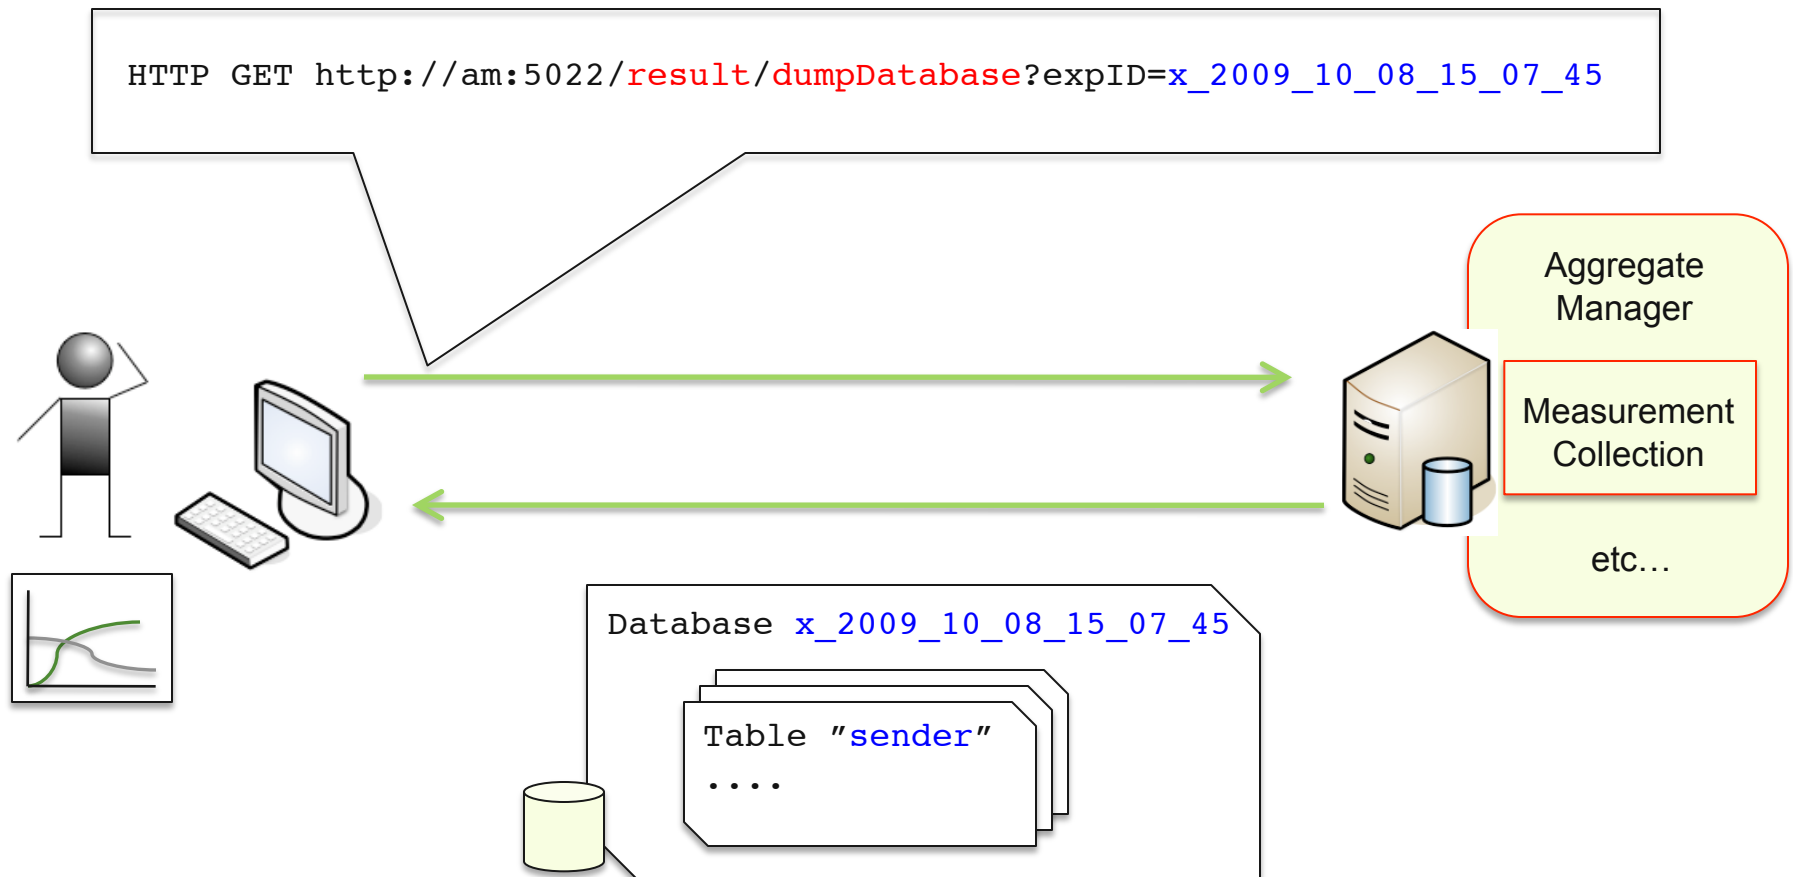 HTTP GET http://am:5022/result/dumpDatabase?expID=x_2009_10_08_15_07_45
Aggregate
Manager
Measurement
Collection
etc…
Database x_2009_10_08_15_07_45
Table ″sender″
....